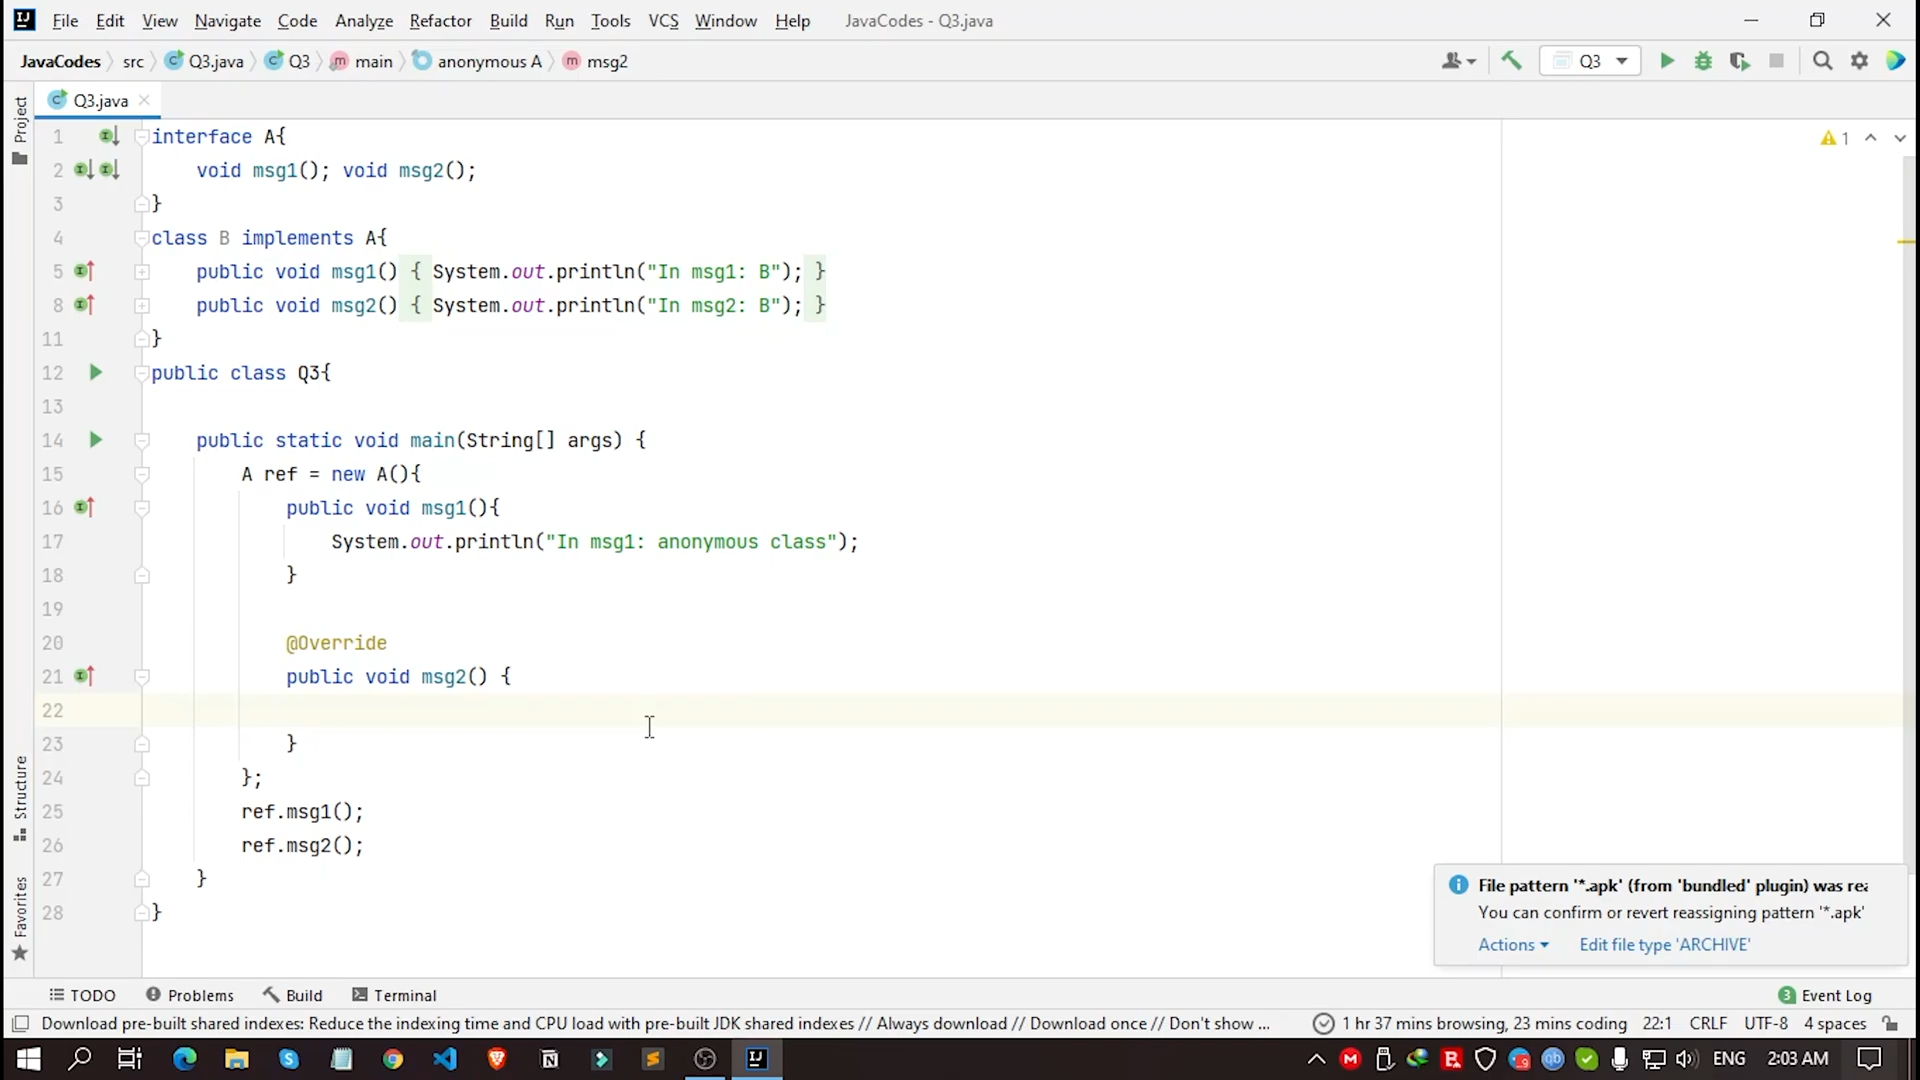 File Edit View Navigate Code Analyze Refactor Build Run Tools VCS Window Help JavaCodes - Q3.java
JavaCodes src Q3.java Q3 main anonymous A msg2 Q3
Q3.java
Project
1 interface A{
1
2 void msg1(); void msg2();
3 }
4 class B implements A{
5 public void msg1() { System.out.println("In msg1: B"); }
8 public void msg2() { System.out.println("In msg2: B"); }
11 }
12 public class Q3{
13
14 public static void main(String[] args) {
15 A ref = new A(){
16 public void msg1(){
17 System.out.println("In msg1: anonymous class");
18 }
19
20 @Override
21 public void msg2() {
22
23 }
24 };
25 ref.msg1();
26 ref.msg2();
27 }
28 }
Structure
Favorites
File pattern '*.apk' (from 'bundled' plugin) was rea
You can confirm or revert reassigning pattern '*.apk'
Actions Edit file type 'ARCHIVE'
TODO Problems Build Terminal 3 Event Log
Download pre-built shared indexes: Reduce the indexing time and CPU load with pre-built JDK shared indexes // Always download // Download once // Don't show ... 1 hr 37 mins browsing, 23 mins coding 22:1 CRLF UTF-8 4 spaces
ENG 2:03 AM